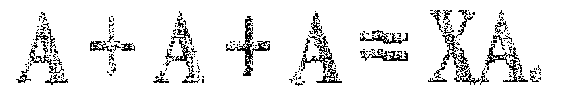 A + A + A = XA.